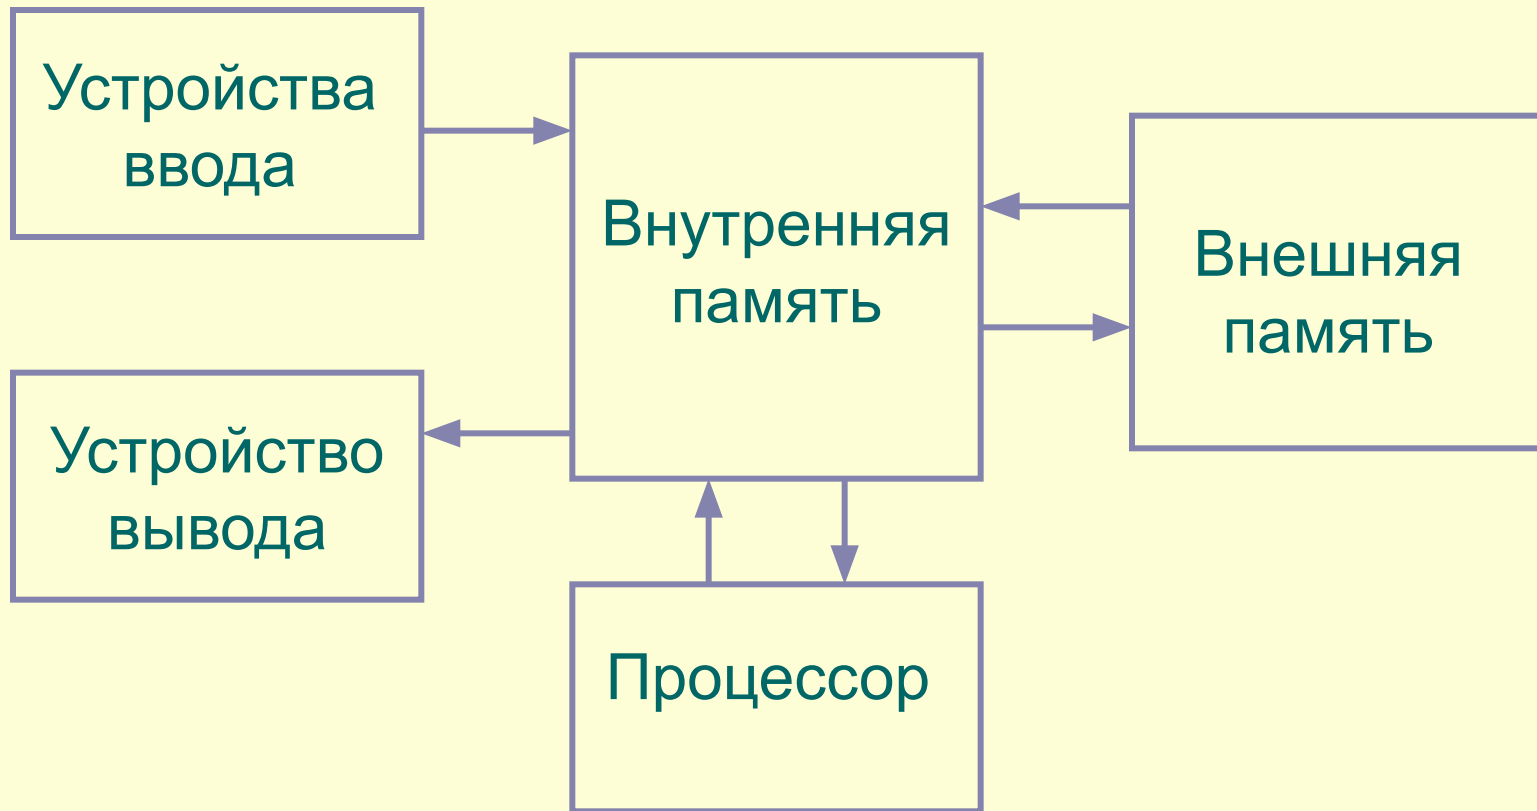 Устройства
ввода
Внутренняя
память
Внешняя
память
Устройство
вывода
Процессор